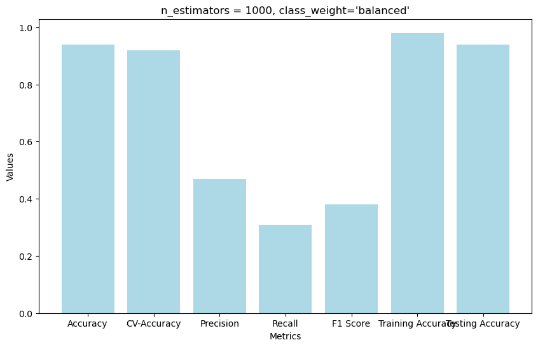 n_estimators = 1000, class_weight='balanced'
1.0
0.8
0.6
0.4
0.2
0.0
Values
Accuracy CV-Accuracy Precision Recall F1 Score Training Accuracy Testing Accuracy
Metrics